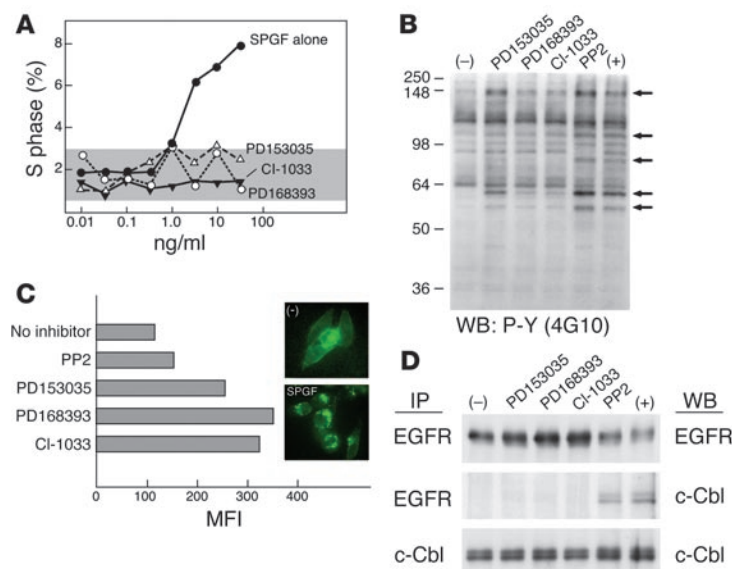 A
S phase (%)
8
6
4
2
SPGF alone
PD153035
CI-1033
PD168393
0.01
0.1
1.0
10
100
ng/ml
B
(–)
PD153035
PD168393
CI-1033
PP2
(+)
250
148
98
64
50
36
WB: P-Y (4G10)
C
No inhibitor
PP2
PD153035
PD168393
CI-1033
0
100
200
300
400
MFI
(-)
SPGF
D
IP
(–)
PD153035
PD168393
CI-1033
PP2
(+)
WB
EGFR
EGFR
EGFR
c-Cbl
c-Cbl
c-Cbl